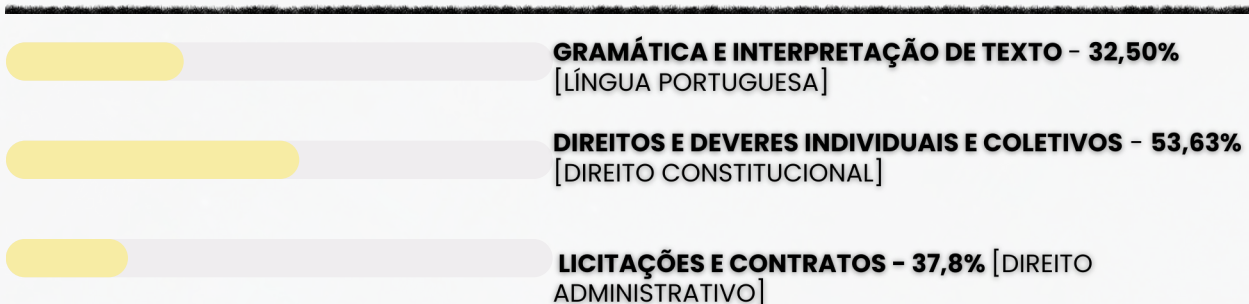 GRAMÁTICA E INTERPRETAÇÃO DE TEXTO - 32,50%
[LÍNGUA PORTUGUESA]
DIREITOS E DEVERES INDIVIDUAIS E COLETIVOS - 53,63%
[DIREITO CONSTITUCIONAL]
LICITAÇÕES E CONTRATOS - 37,8% [DIREITO
ADMINISTRATIVO]